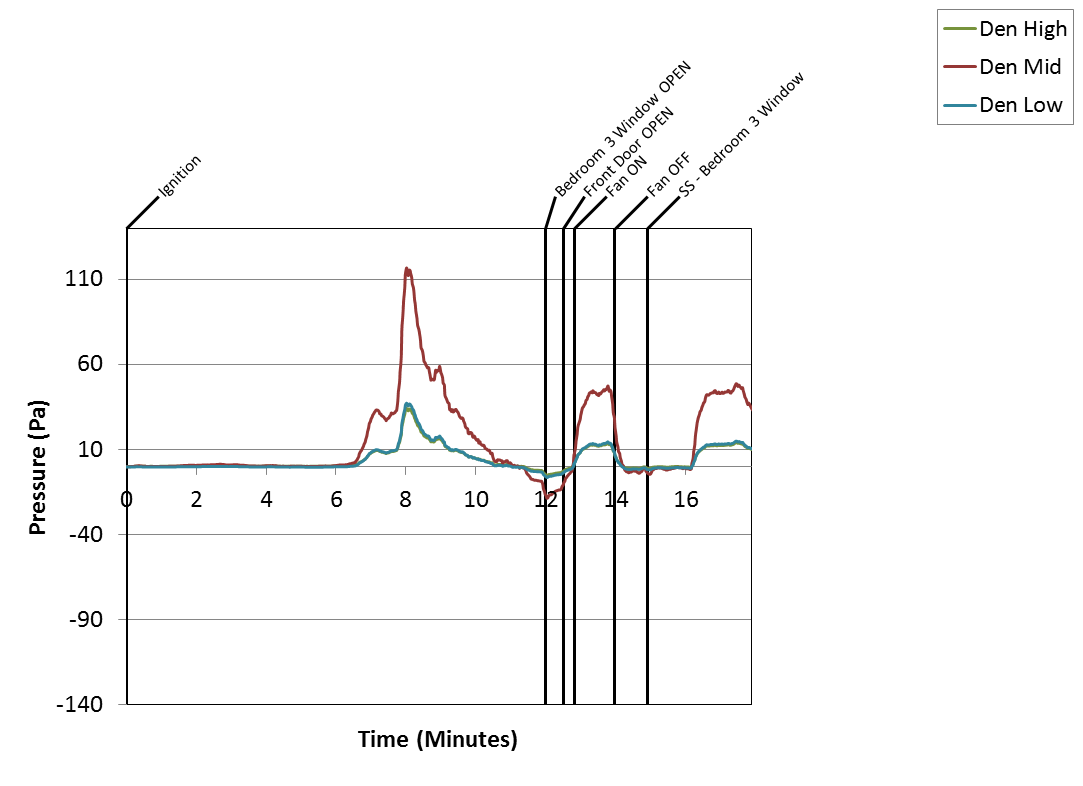 Den High
Den Mid
Den Low
Ignition
Bedroom 3 Window OPEN
Front Door OPEN
Fan ON
Fan OFF
SS - Bedroom 3 Window
110
60
10
-40
-90
-140
0 2 4 6 8 10 12 14 16
Pressure (Pa)
Time (Minutes)